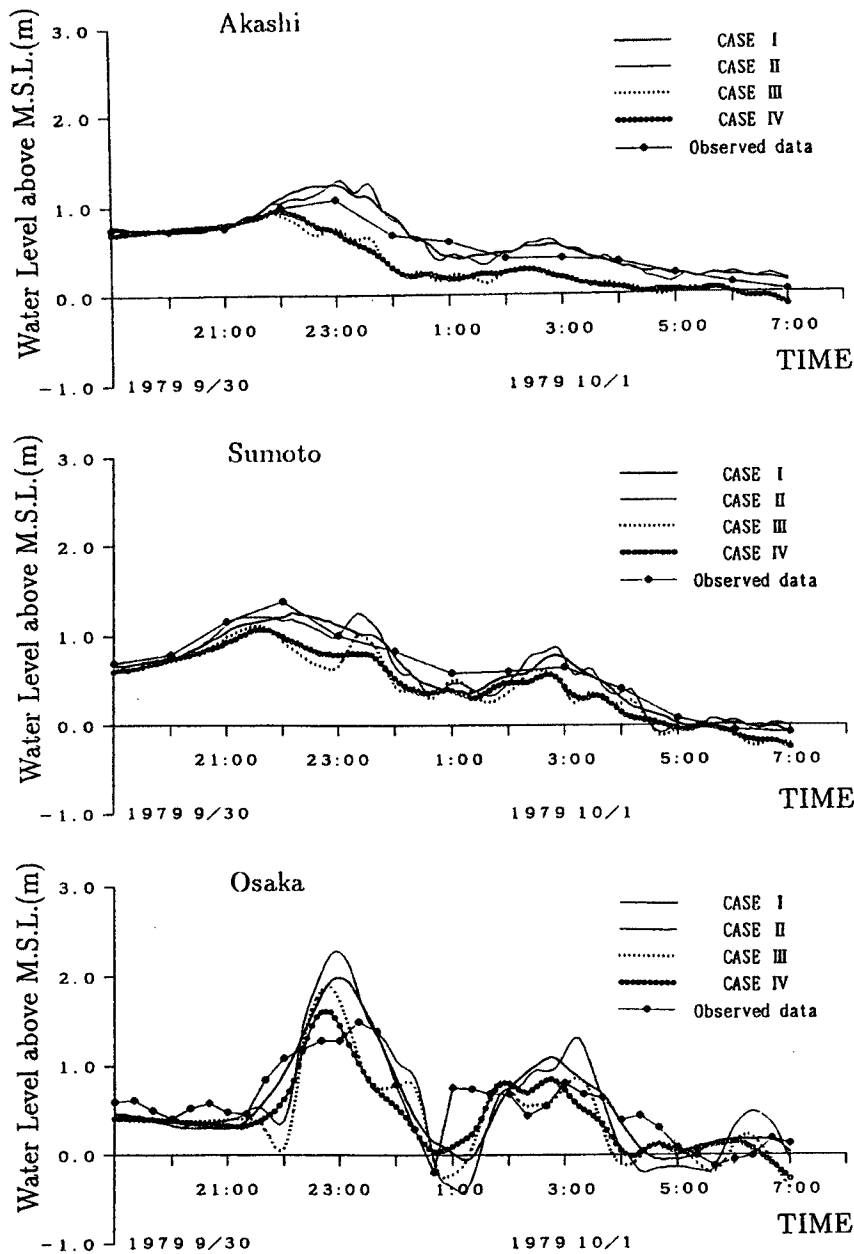 Akashi
Water Level above M.S.L.(m)
3.0
2.0
1.0
0.0
-1.0
CASE I
CASE II
CASE III
CASE IV
Observed data
21:00 23:00 1:00 3:00 5:00 7:00
TIME
1979 9/30 1979 10/1
Sumoto
Water Level above M.S.L.(m)
3.0
2.0
1.0
0.0
-1.0
CASE I
CASE II
CASE III
CASE IV
Observed data
21:00 23:00 1:00 3:00 5:00 7:00
TIME
1979 9/30 1979 10/1
Osaka
Water Level above M.S.L.(m)
3.0
2.0
1.0
0.0
-1.0
CASE I
CASE II
CASE III
CASE IV
Observed data
21:00 23:00 1:00 3:00 5:00 7:00
TIME
1979 9/30 1979 10/1